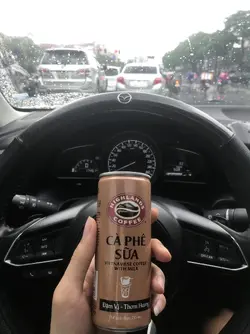 HIGHLANDS
COFFEE
CÀ PHÊ
SỮA
VIETNAMESE COFFEE
WITH MILK
Đậm Vị - Thơm Hương